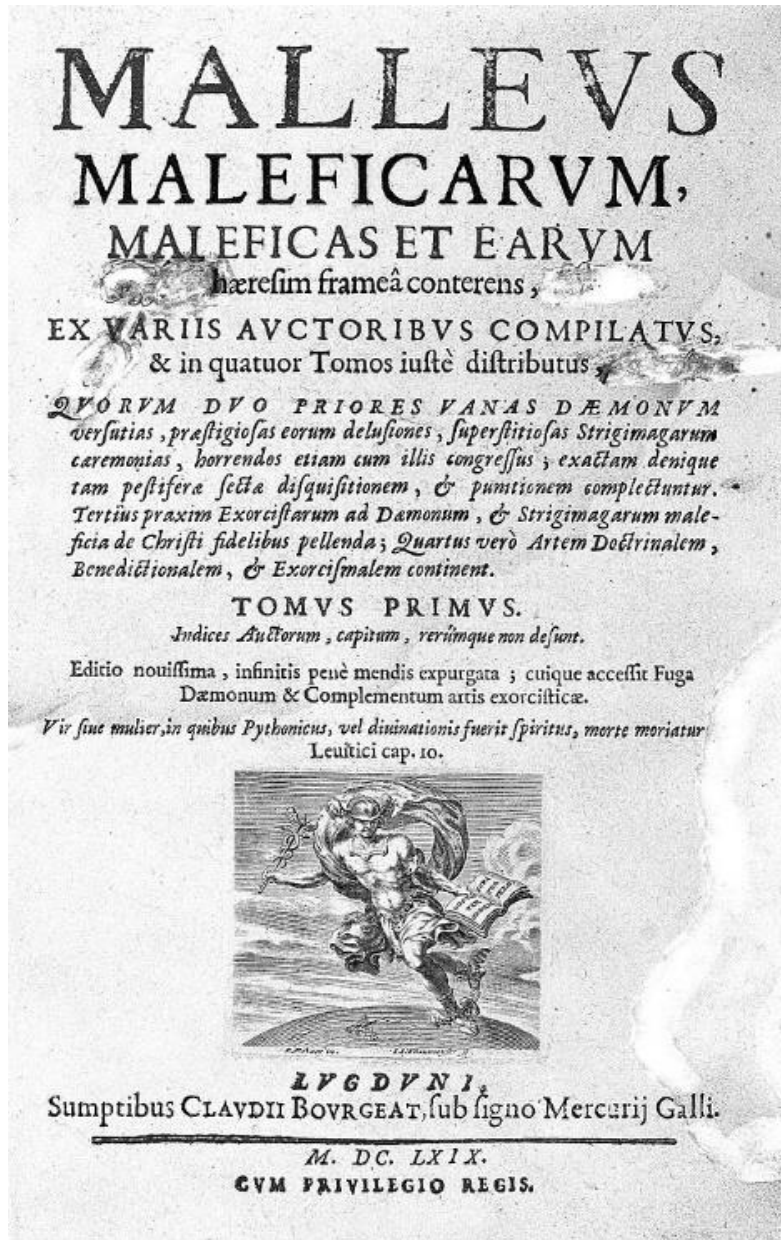 MALLEVS
MALEFICARVM,
MALEFICAS ET EARVM
hæreſim frameâ conterens,
EX VARIIS AVCTORIBVS COMPILATVS,
& in quatuor Tomos iuſtè diſtributus,
QVORVM DVO PRIORES VANAS DÆMONVM
verſutias, præſtigioſas eorum deluſiones, ſuperſtitioſas Strigimagarum
cæremonias, horrendos etiam cum illis congreſſus; exactam denique
tam peſtiferæ ſectæ diſquiſitionem, & punitionem complectuntur.
Tertius praxim Exorciſtarum ad Dæmonum, & Strigimagarum male-
ficia de Chriſti fidelibus pellenda; Quartus verò Artem Doctrinalem,
Benedictionalem, & Exorciſmalem continent.
TOMVS PRIMVS.
Indices Auctorum, capitum, rerúmque non deſunt.
Editio nouiſſima, infinitis penè mendis expurgata; cuique acceſſit Fuga
Dæmonum & Complementum artis exorciſticæ.
Vir ſiue mulier, in quibus Pythonicus, vel diuinationis fuerit ſpiritus, morte moriatur
Leuitici cap. 10.
LVGDVNI,
Sumptibus CLAVDII BOVRGEAT, ſub ſigno Mercurij Galli.
M. DC. LXIX.
CVM PRIVILEGIO REGIS.